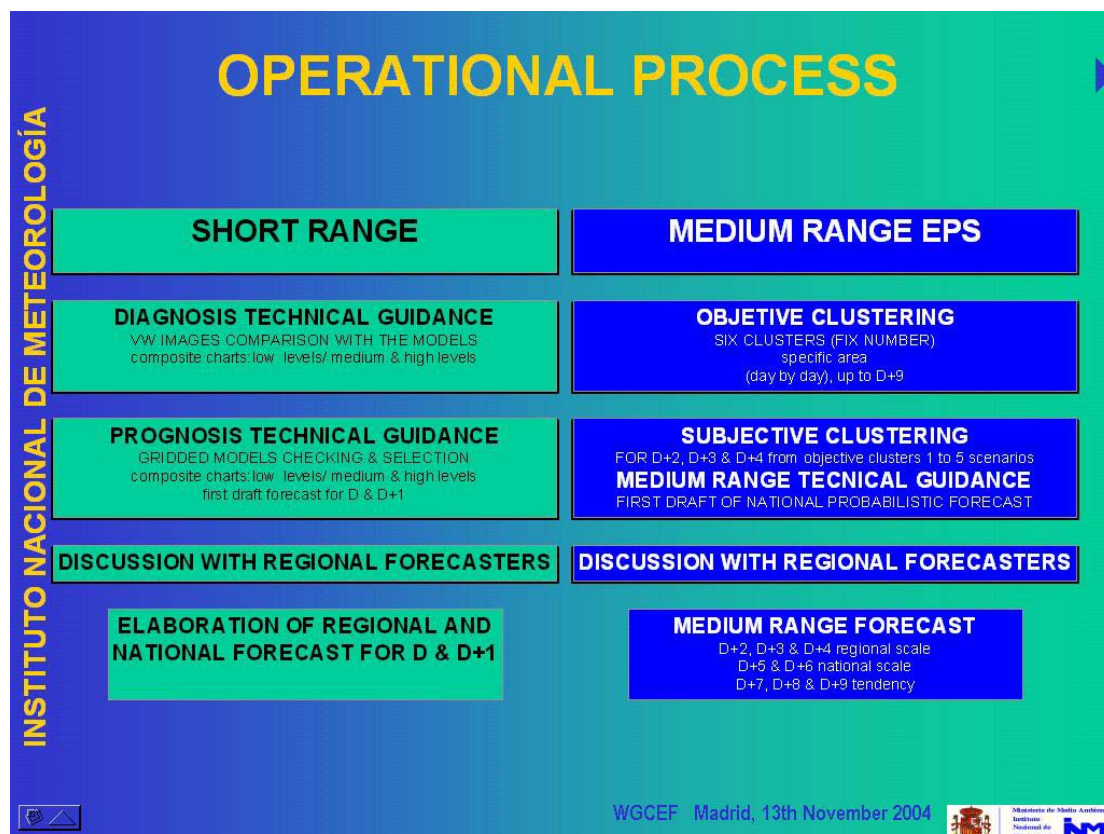 OPERATIONAL PROCESS
INSTITUTO NACIONAL DE METEOROLOGÍA
SHORT RANGE
DIAGNOSIS TECHNICAL GUIDANCE
VW IMAGES COMPARISON WITH THE MODELS
composite charts: low levels/ medium & high levels
PROGNOSIS TECHNICAL GUIDANCE
GRIDDED MODELS CHECKING & SELECTION
composite charts: low levels/ medium & high levels
first draft forecast for D & D+1
DISCUSSION WITH REGIONAL FORECASTERS
ELABORATION OF REGIONAL AND
NATIONAL FORECAST FOR D & D+1
MEDIUM RANGE EPS
OBJETIVE CLUSTERING
SIX CLUSTERS (FIX NUMBER)
specific area
(day by day), up to D+9
SUBJECTIVE CLUSTERING
FOR D+2, D+3 & D+4 from objective clusters 1 to 5 scenarios
MEDIUM RANGE TECNICAL GUIDANCE
FIRST DRAFT OF NATIONAL PROBABILISTIC FORECAST
DISCUSSION WITH REGIONAL FORECASTERS
MEDIUM RANGE FORECAST
D+2, D+3 & D+4 regional scale
D+5 & D+6 national scale
D+7, D+8 & D+9 tendency
WGCEF Madrid, 13th November 2004
Ministerio de Medio Ambien
Instituto
Nacional de